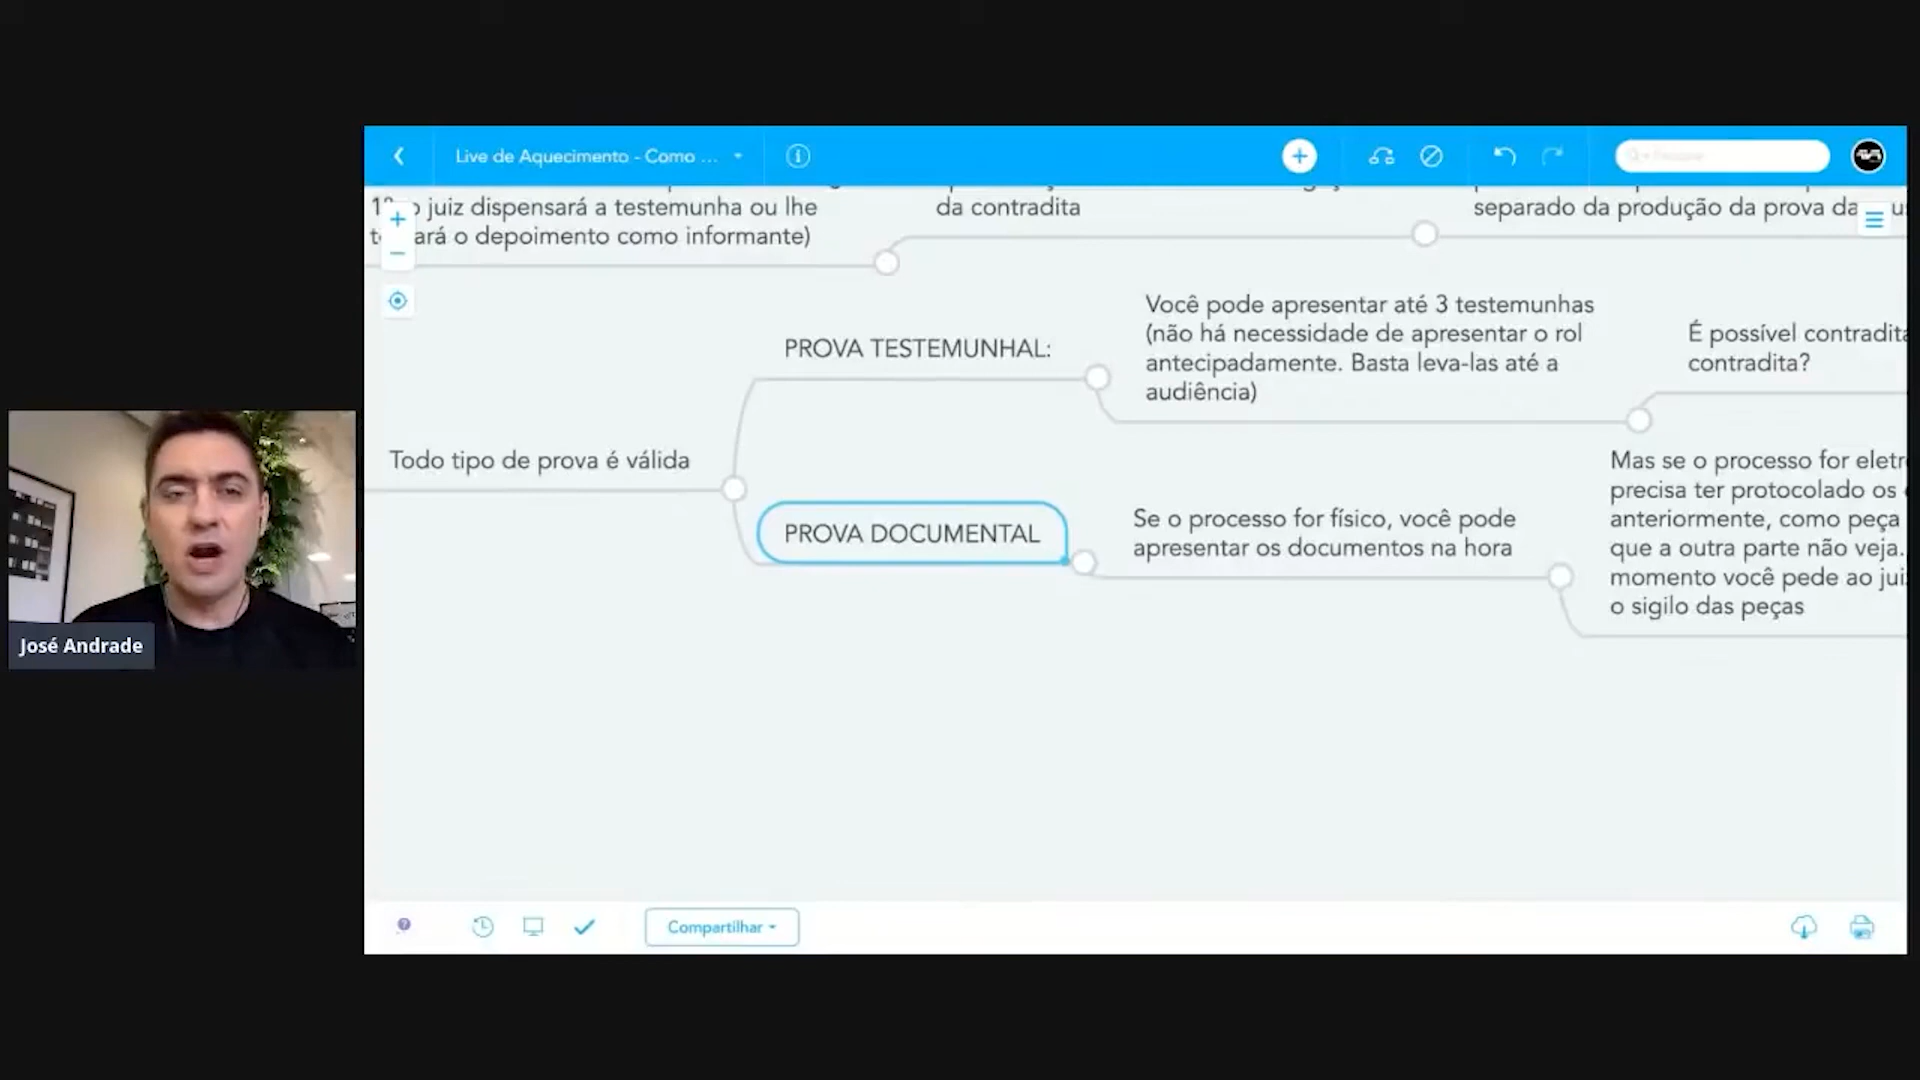 Live de Aquecimento - Como ...
juiz dispensará a testemunha ou lhe
ará o depoimento como informante)
da contradita
separado da produção da prova da
PROVA TESTEMUNHAL:
Você pode apresentar até 3 testemunhas
(não há necessidade de apresentar o rol
antecipadamente. Basta leva-las até a
audiência)
É possível contradita
contradita?
Todo tipo de prova é válida
PROVA DOCUMENTAL
Se o processo for físico, você pode
apresentar os documentos na hora
Mas se o processo for eletr
precisa ter protocolado os
anteriormente, como peça
que a outra parte não veja.
momento você pede ao jui
o sigilo das peças
José Andrade
Compartilhar